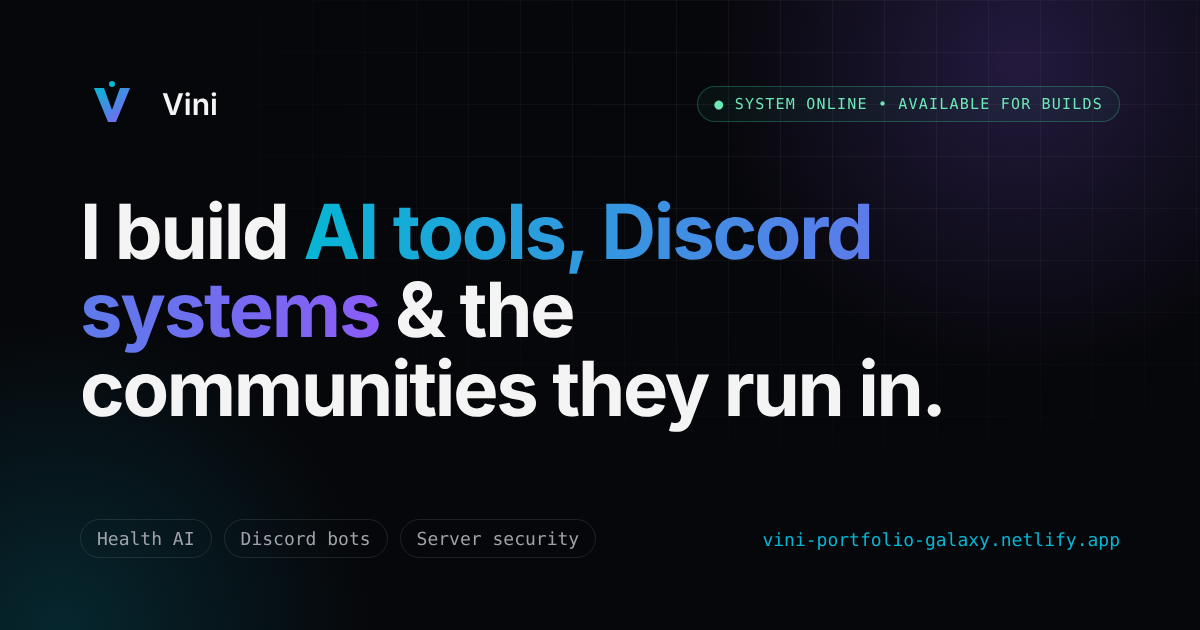 Vini
● SYSTEM ONLINE • AVAILABLE FOR BUILDS
I build AI tools, Discord
systems & the
communities they run in.
Health AI
Discord bots
Server security
vini-portfolio-galaxy.netlify.app